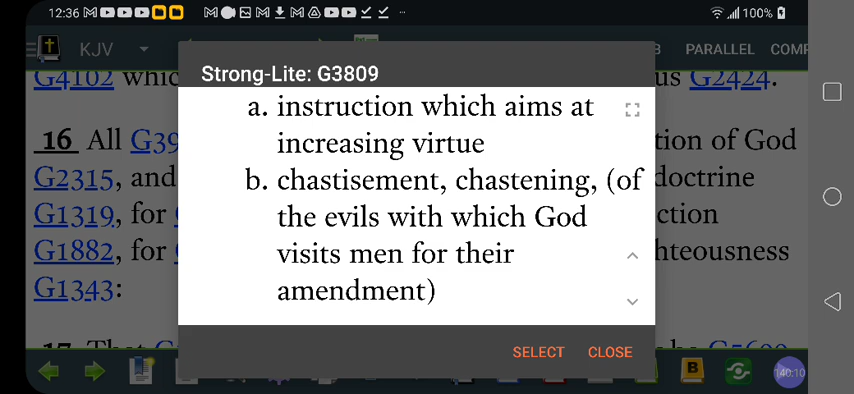 12:36 100%
KJV PARALLEL
Strong-Lite: G3809
G4102 whic us G2424.
a. instruction which aims at
increasing virtue
16 All G39 tion of God
b. chastisement, chastening, (of
G2315, and doctrine
the evils with which God
G1319, for ction
visits men for their
G1882, for hteousness
amendment)
G1343:
SELECT CLOSE
140:10